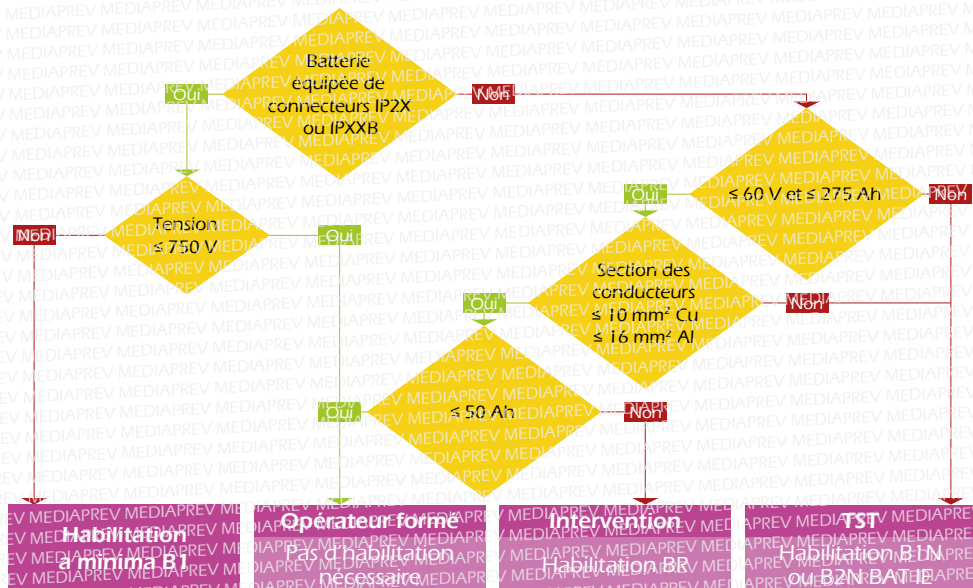 Batterie
équipée de
connecteurs IP2X
ou IPXXB
Oui
Non
Tension
≤ 750 V
Non
Oui
≤ 60 V et ≤ 275 Ah
Oui
Non
Section des
conducteurs
≤ 10 mm² Cu
≤ 16 mm² Al
Oui
Non
≤ 50 Ah
Oui
Non
Habilitation
a minima B1
Opérateur formé
Pas d'habilitation
nécessaire
Intervention
Habilitation BR
TST
Habilitation B1N
ou B2N BAT IE
MEDIAPREV